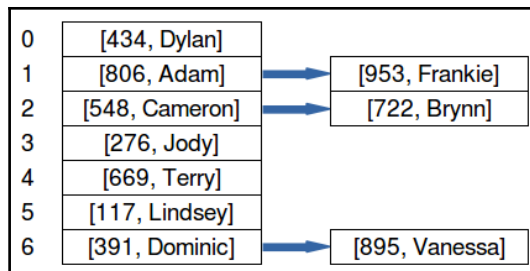 0 [434, Dylan]
1 [806, Adam] [953, Frankie]
2 [548, Cameron] [722, Brynn]
3 [276, Jody]
4 [669, Terry]
5 [117, Lindsey]
6 [391, Dominic] [895, Vanessa]